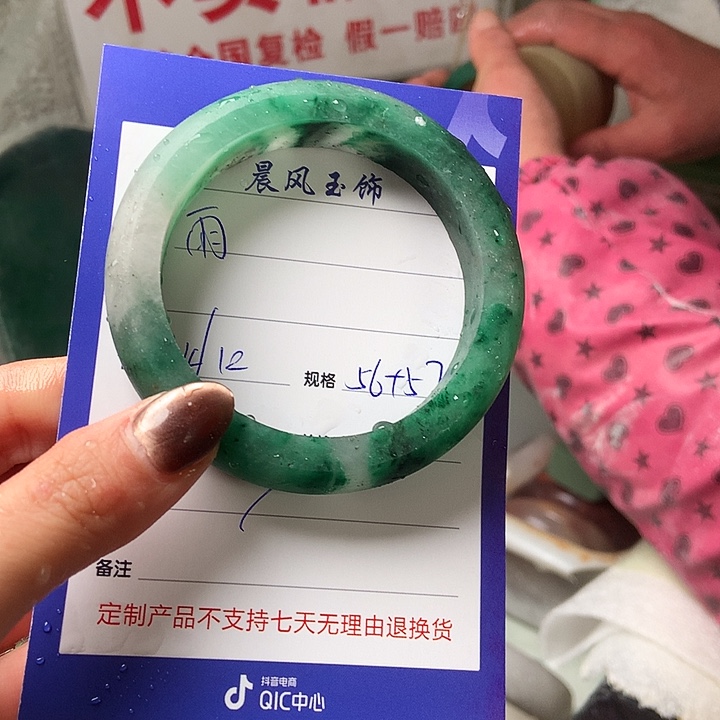 全国复检 假一赔
晨风玉饰
雨
/12
规格 56+57
备注
定制产品不支持七天无理由退换货
抖音电商
QIC中心